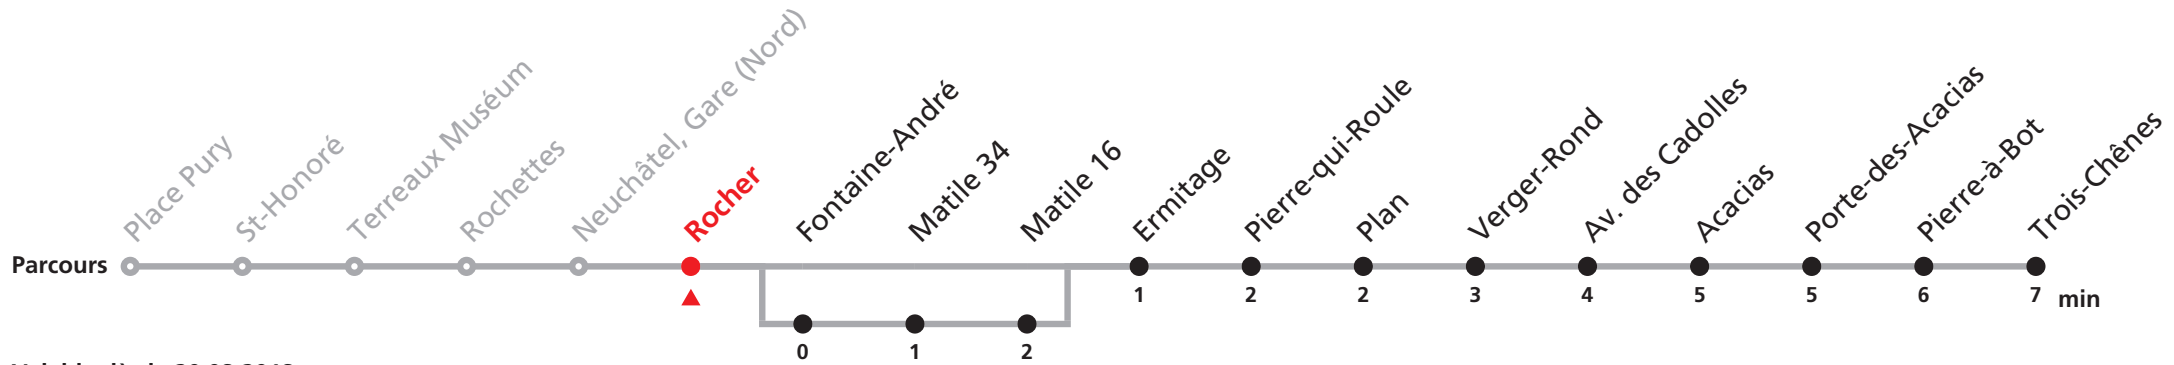 Place Pury
St-Honoré
Terreaux Muséum
Rochettes
Neuchâtel, Gare (Nord)
Rocher
Fontaine-André
Matile 34
Matile 16
Ermitage
Pierre-qui-Roule
Plan
Verger-Rond
Av. des Cadolles
Acacias
Porte-des-Acacias
Pierre-à-Bot
Trois-Chênes
Parcours
1 2 2 3 4 5 5 6 7 min
0 1 2